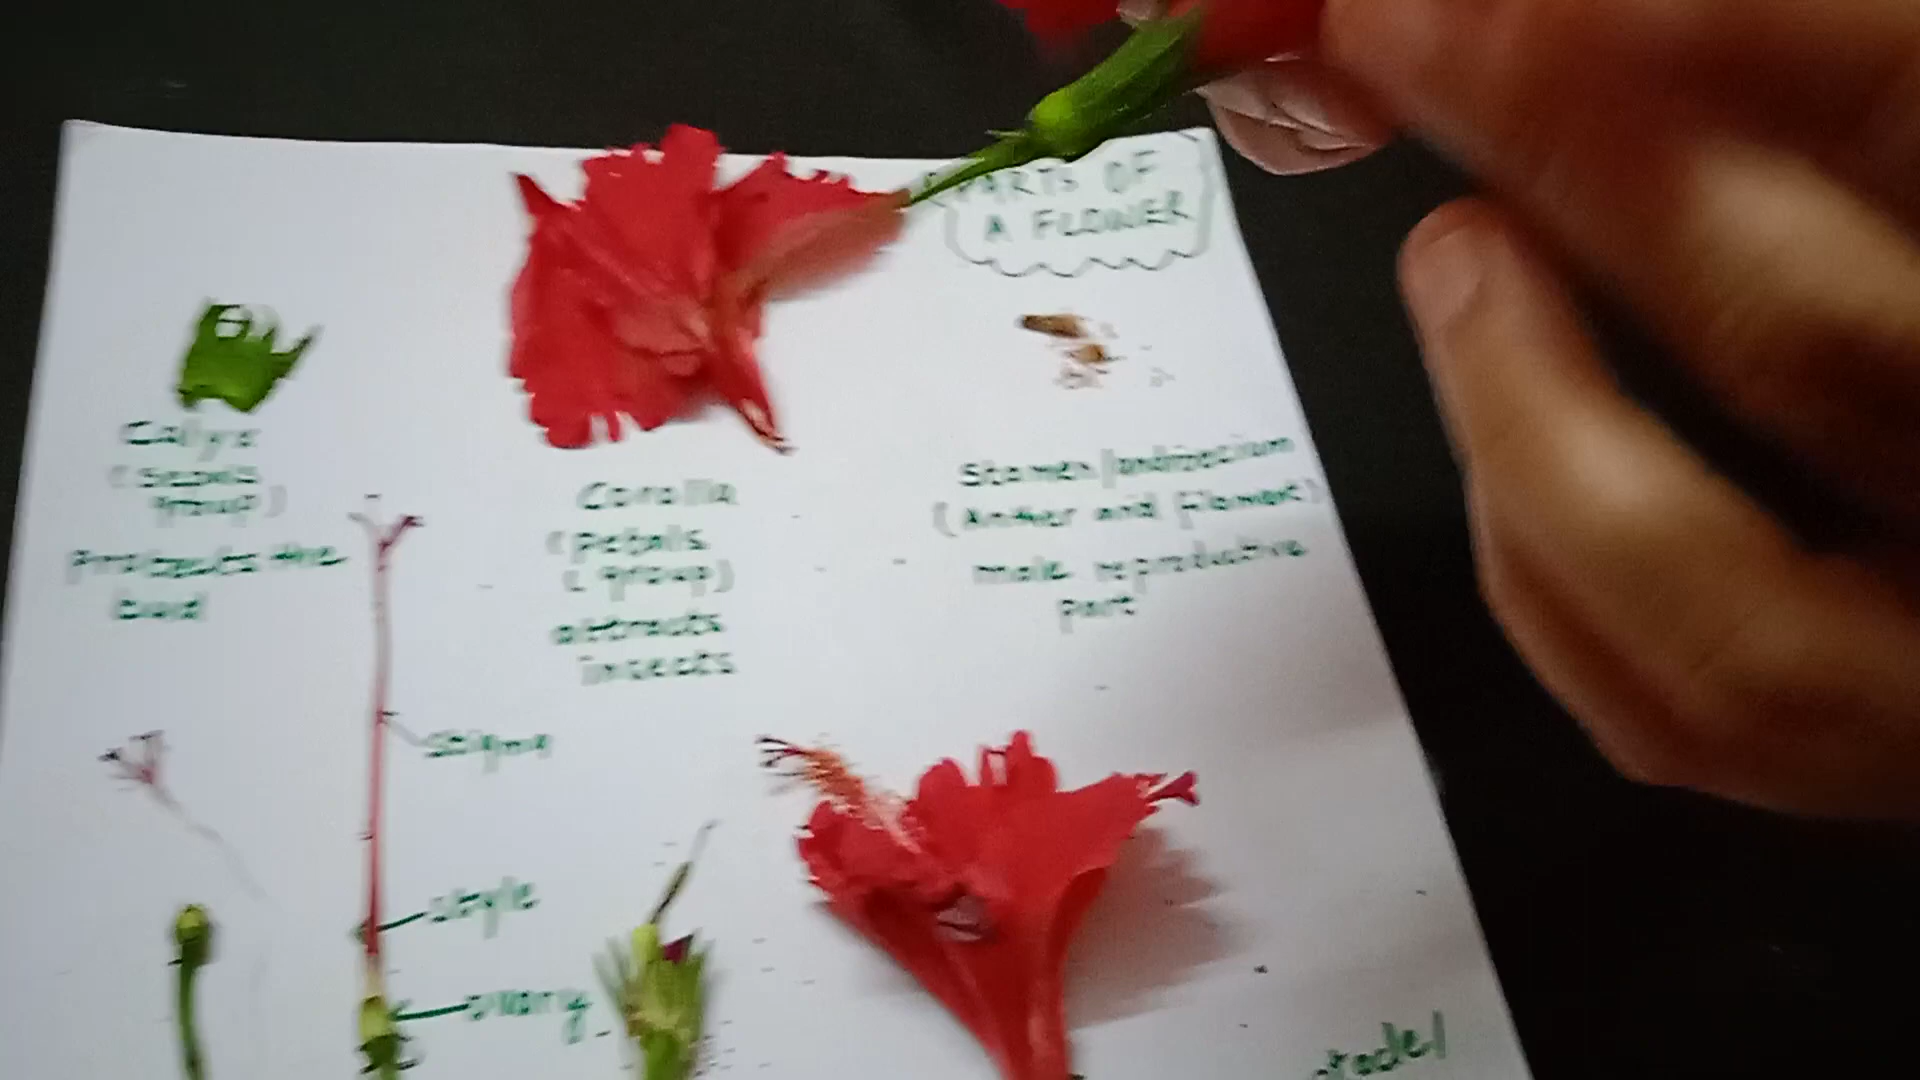 PARTS OF
A FLOWER
Calyx
(Sepals
group)
Protects the
bud
Corolla
(Petals
(group)
attracts
insects
Stamen/androecium
(Anther and filament)
male reproductive
part
Stigma
Style
ovary